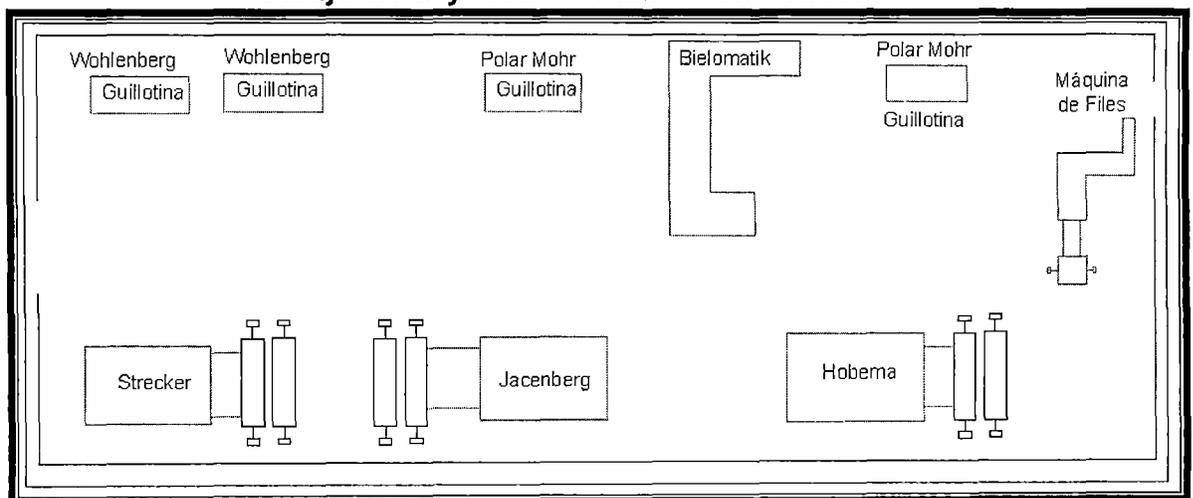 Wohlenberg
Guillotina
Wohlenberg
Guillotina
Polar Mohr
Guillotina
Bielomatik
Polar Mohr
Guillotina
Máquina
de Files
Strecker
Jacenberg
Hobema